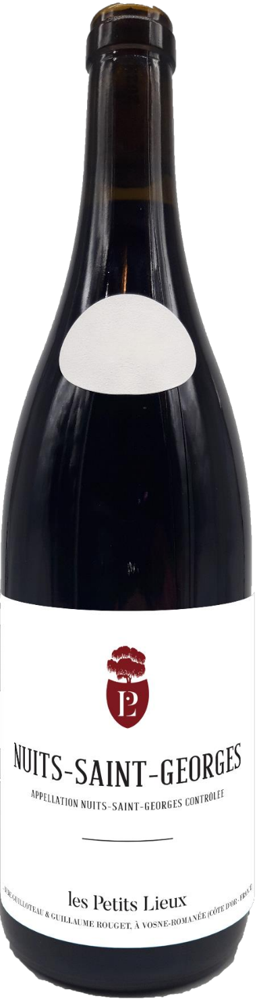 PL
NUITS-SAINT-GEORGES
APPELLATION NUITS-SAINT-GEORGES CONTRÔLÉE
les Petits Lieux
GUILLOTEAU & GUILLAUME ROUGET, À VOSNE-ROMANÉE (CÔTE D'OR - FRANCE)